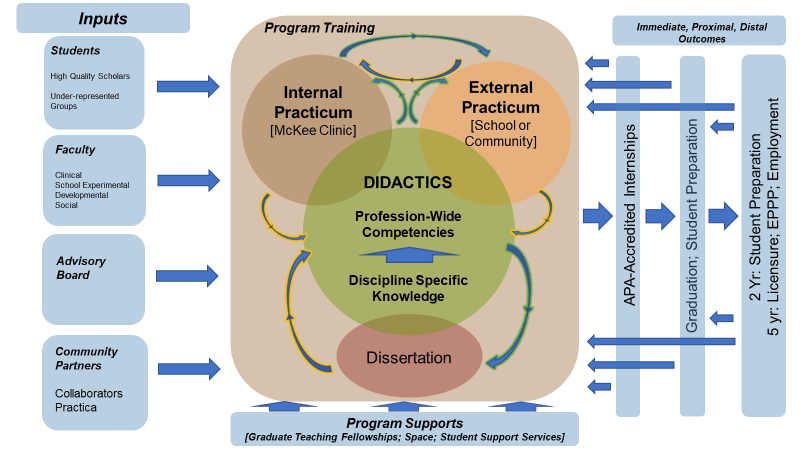 Inputs
Students
High Quality Scholars
Under-represented
Groups
Faculty
Clinical
School Experimental
Developmental
Social
Advisory
Board
Community
Partners
Collaborators
Practica
Program Training
Internal
Practicum
[McKee Clinic]
External
Practicum
[School or
Community]
DIDACTICS
Profession-Wide
Competencies
Discipline Specific
Knowledge
Dissertation
Program Supports
[Graduate Teaching Fellowships; Space; Student Support Services]
Immediate, Proximal, Distal
Outcomes
APA-Accredited Internships
Graduation; Student Preparation
2 Yr: Student Preparation
5 yr: Licensure; EPPP; Employment